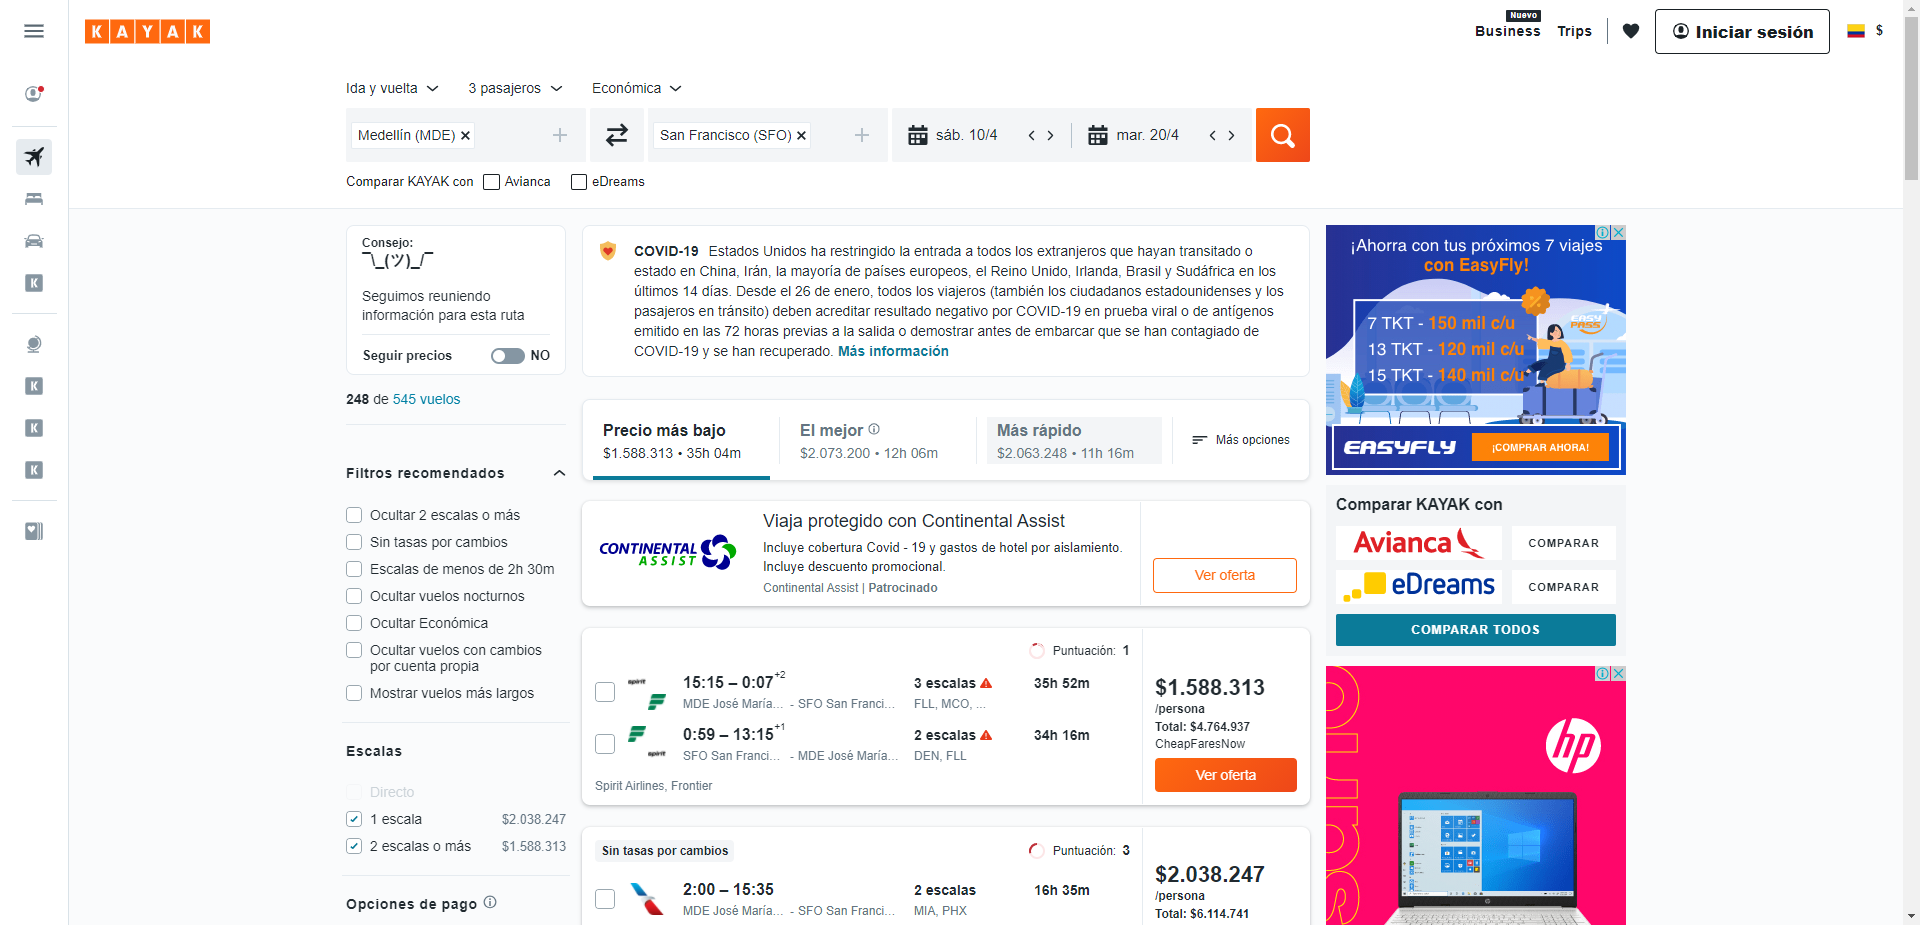 KAYAK
Nuevo
Business
Trips
Iniciar sesión
$
Ida y vuelta
3 pasajeros
Económica
Medellín (MDE)
San Francisco (SFO)
sáb. 10/4
mar. 20/4
Comparar KAYAK con
Avianca
eDreams
K
K
K
K
Consejo:
¯\_(ツ)_/¯
Seguimos reuniendo
información para esta ruta
Seguir precios
NO
248 de 545 vuelos
Filtros recomendados
Ocultar 2 escalas o más
Sin tasas por cambios
Escalas de menos de 2h 30m
Ocultar vuelos nocturnos
Ocultar Económica
Ocultar vuelos con cambios
por cuenta propia
Mostrar vuelos más largos
Escalas
Directo
1 escala $2.038.247
2 escalas o más $1.588.313
Opciones de pago
COVID-19 Estados Unidos ha restringido la entrada a todos los extranjeros que hayan transitado o
estado en China, Irán, la mayoría de países europeos, el Reino Unido, Irlanda, Brasil y Sudáfrica en los
últimos 14 días. Desde el 26 de enero, todos los viajeros (también los ciudadanos estadounidenses y los
pasajeros en tránsito) deben acreditar resultado negativo por COVID-19 en prueba viral o de antígenos
emitido en las 72 horas previas a la salida o demostrar antes de embarcar que se han contagiado de
COVID-19 y se han recuperado. Más información
Precio más bajo
$1.588.313 • 35h 04m
El mejor
$2.073.200 • 12h 06m
Más rápido
$2.063.248 • 11h 16m
Más opciones
CONTINENTAL
ASSIST
Viaja protegido con Continental Assist
Incluye cobertura Covid - 19 y gastos de hotel por aislamiento.
Incluye descuento promocional.
Continental Assist | Patrocinado
Ver oferta
Puntuación: 1
spirit
15:15 – 0:07+2
MDE José María... - SFO San Franci...
3 escalas
FLL, MCO, ...
35h 52m
spirit
0:59 – 13:15+1
SFO San Franci... - MDE José María...
2 escalas
DEN, FLL
34h 16m
Spirit Airlines, Frontier
$1.588.313
/persona
Total: $4.764.937
CheapFaresNow
Ver oferta
Sin tasas por cambios
Puntuación: 3
2:00 – 15:35
MDE José María... - SFO San Franci...
2 escalas
MIA, PHX
16h 35m
$2.038.247
/persona
Total: $6.114.741
¡Ahorra con tus próximos 7 viajes
con EasyFly!
7 TKT - 150 mil c/u
13 TKT - 120 mil c/u
15 TKT - 140 mil c/u
EASY
PASS
EASYFLY
¡COMPRAR AHORA!
Comparar KAYAK con
Avianca
COMPARAR
eDreams
COMPARAR
COMPARAR TODOS
hp